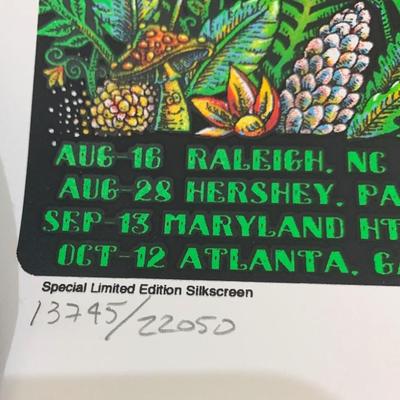 AUG-16 RALEIGH, NC
AUG-28 HERSHEY, PA
SEP-13 MARYLAND HT
OCT-12 ATLANTA, GA
Special Limited Edition Silkscreen
13745/22050